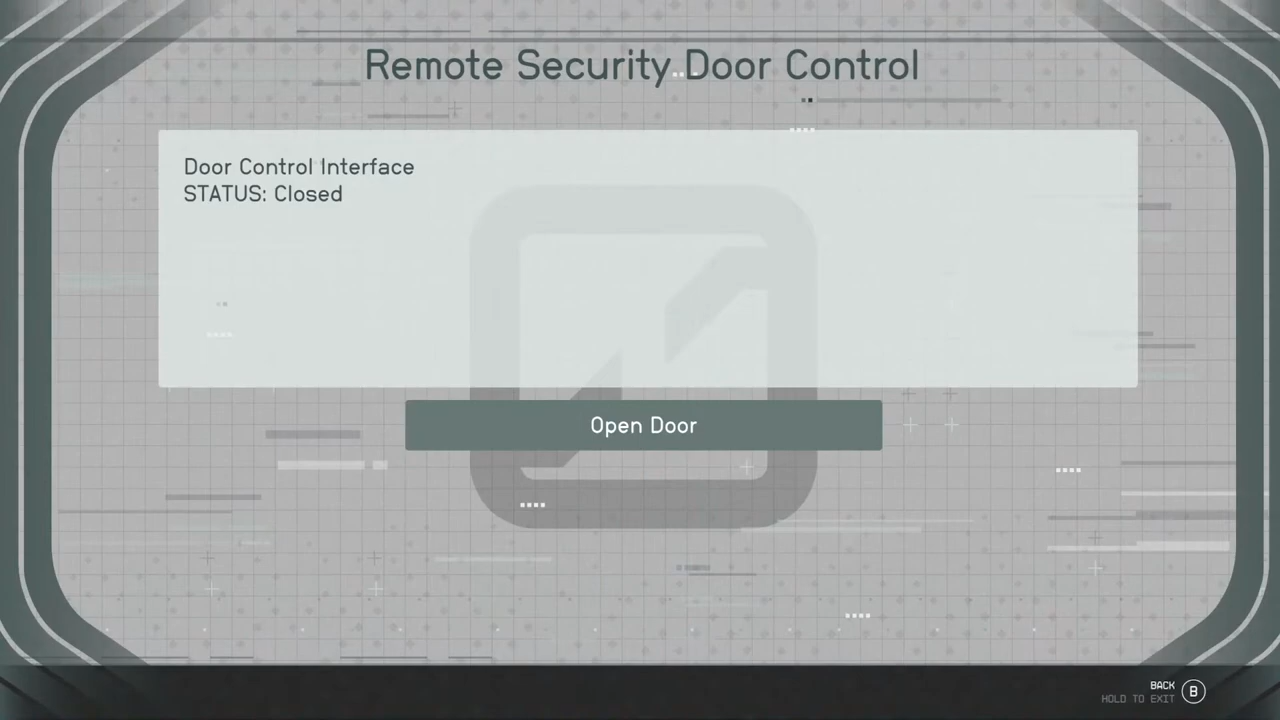 Remote Security Door Control
Door Control Interface
STATUS: Closed
Open Door
BACK
HOLD TO EXIT
B